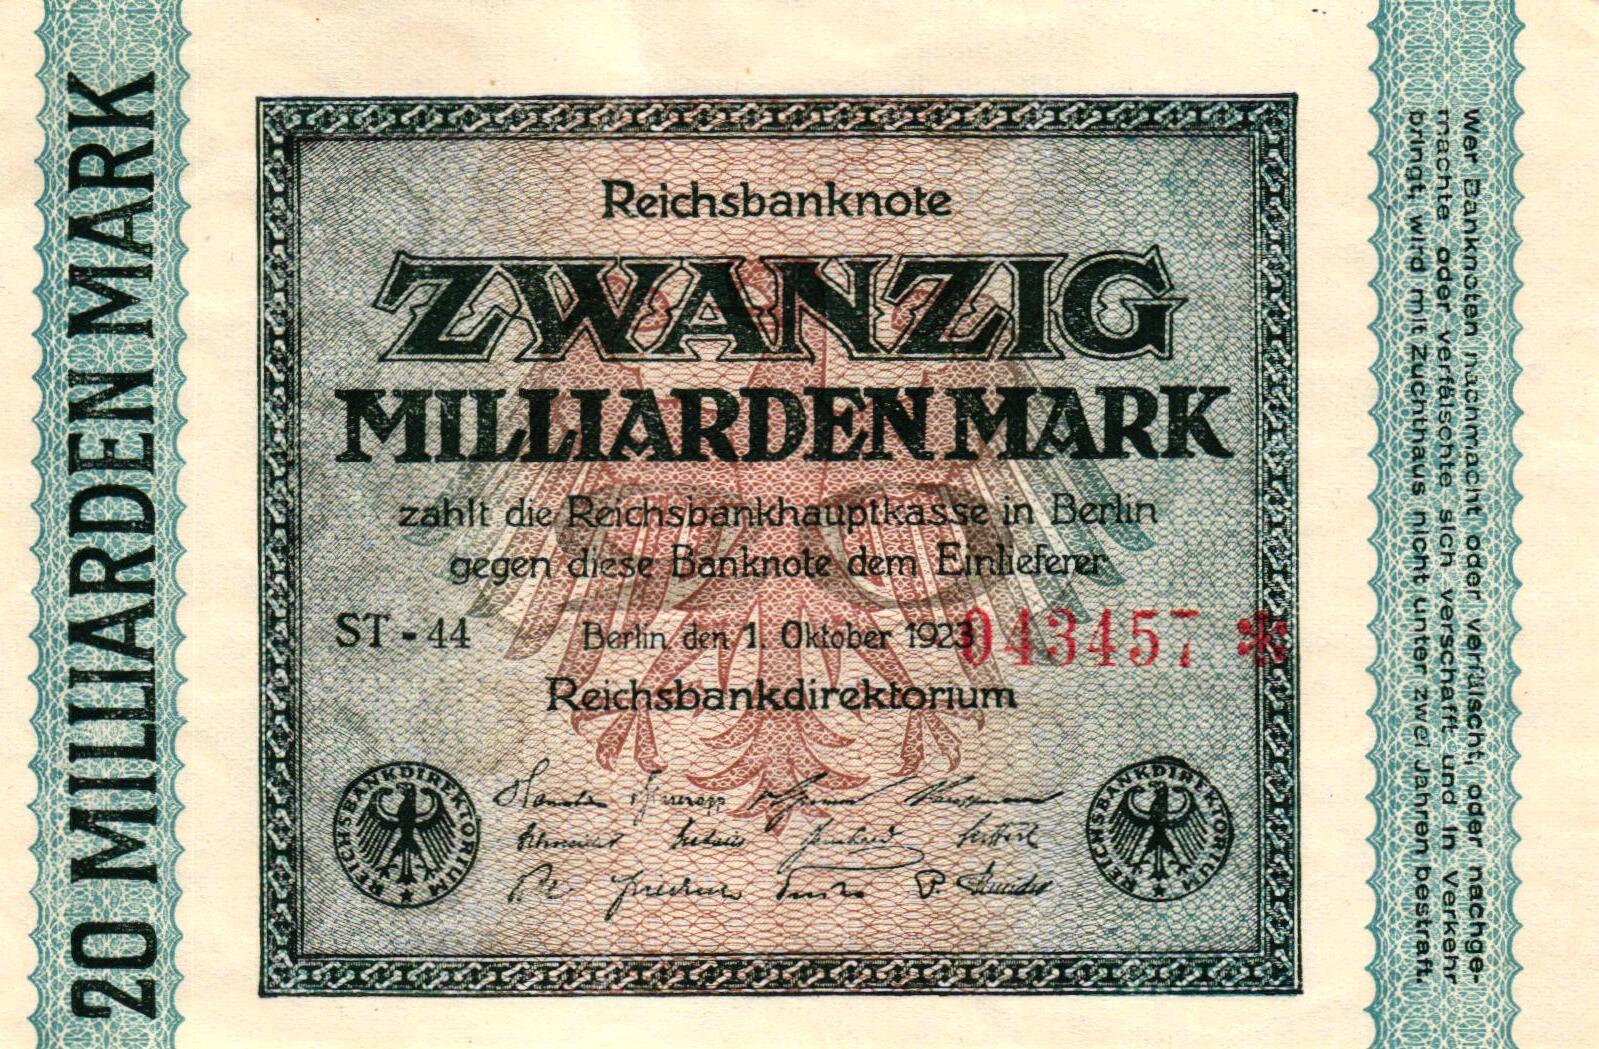 20 MILLIARDEN MARK
Reichsbanknote
ZWANZIG
MILLIARDEN MARK
zahlt die Reichsbankhauptkasse in Berlin
gegen diese Banknote dem Einlieferer
ST-44
Berlin, den 1. Oktober 1923
043457 *
Reichsbankdirektorium
REICHSBANKDIREKTORIUM
REICHSBANKDIREKTORIUM
Wer Banknoten nachmacht oder verfälscht, oder nachge-
machte oder verfälschte sich verschafft und in Verkehr
bringt, wird mit Zuchthaus nicht unter zwei Jahren bestraft.